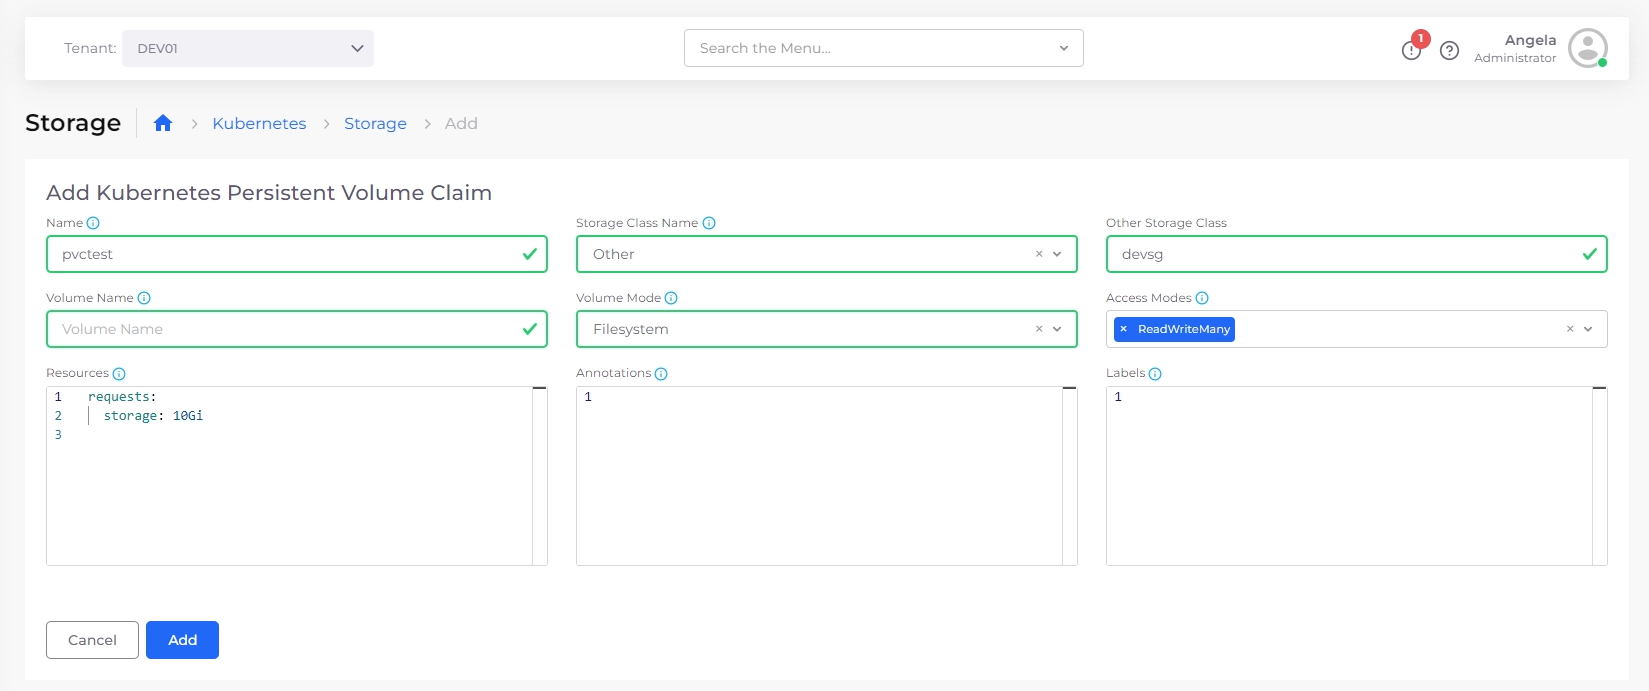 Tenant: DEV01 Search the Menu... 1 Angela
Administrator
Storage Kubernetes Storage Add
Add Kubernetes Persistent Volume Claim
Name Storage Class Name Other Storage Class
pvctest Other devsg
Volume Name Volume Mode Access Modes
Volume Name Filesystem × ReadWriteMany
Resources Annotations Labels
1 requests: 1 1
2 storage: 10Gi
3
Cancel Add